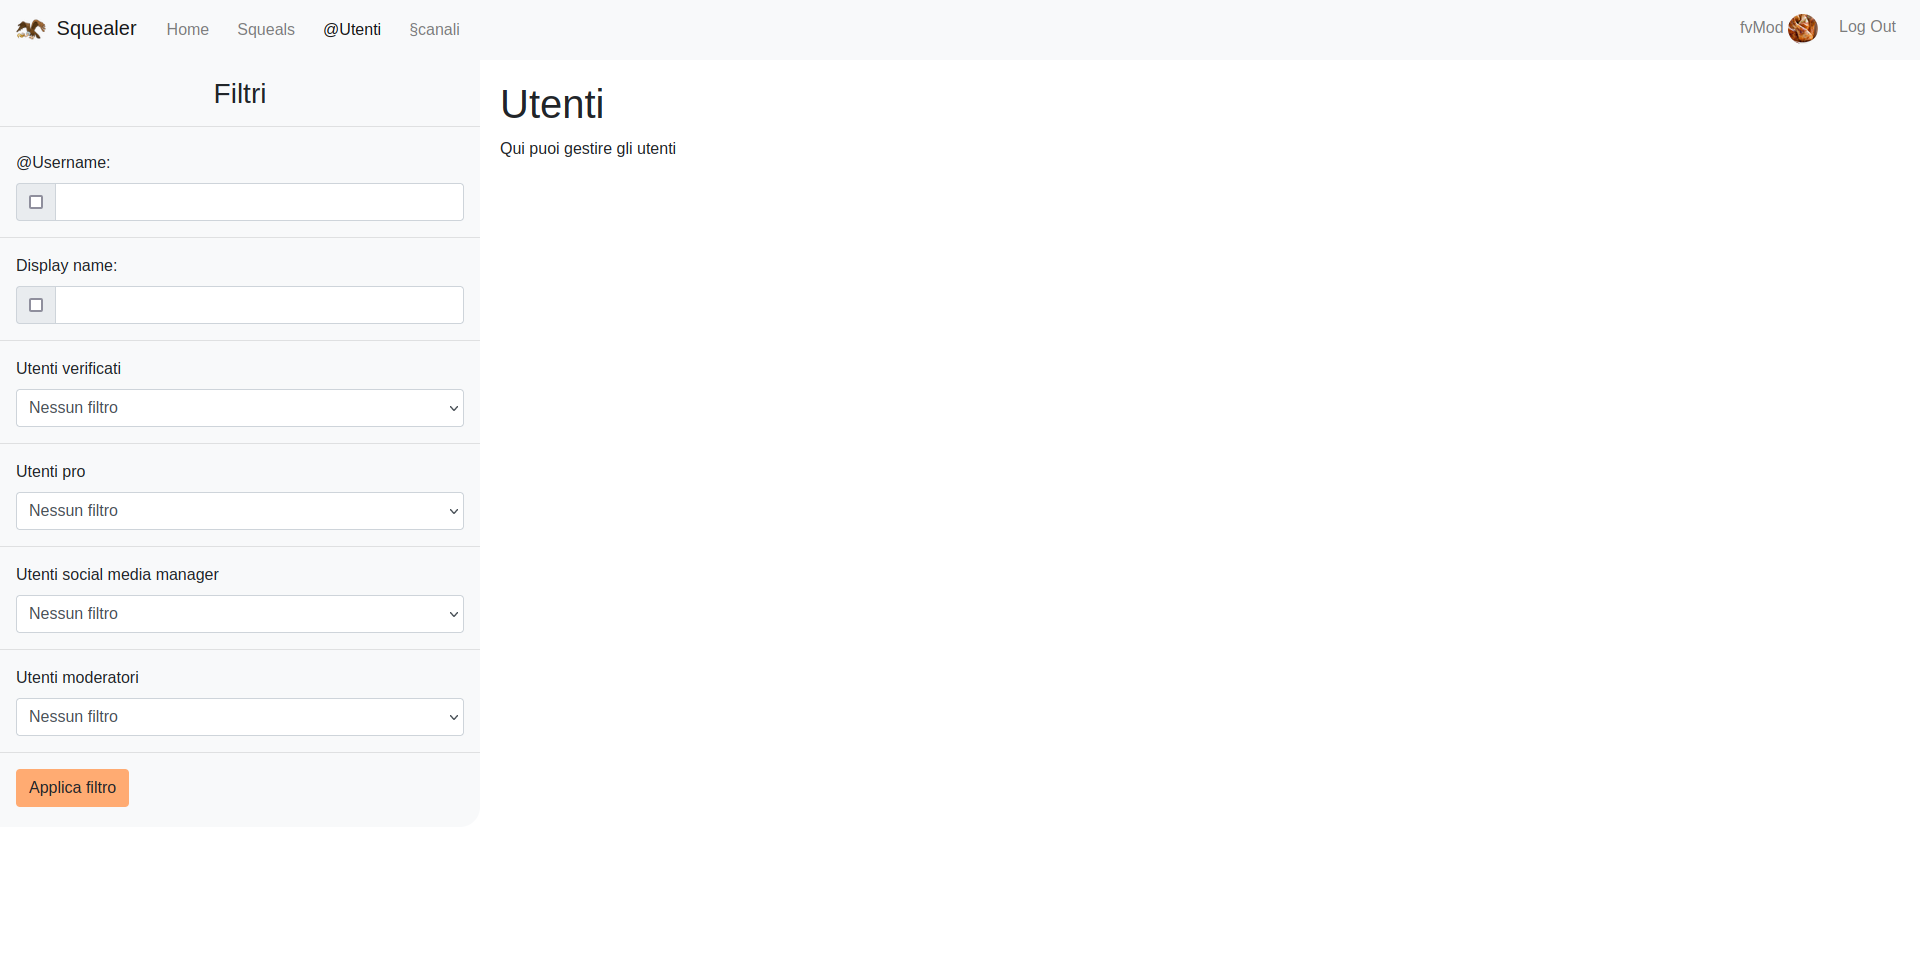 Squealer Home Squeals @Utenti §canali fvMod Log Out
Filtri
@Username:
Display name:
Utenti verificati
Nessun filtro
Utenti pro
Nessun filtro
Utenti social media manager
Nessun filtro
Utenti moderatori
Nessun filtro
Applica filtro
Utenti
Qui puoi gestire gli utenti